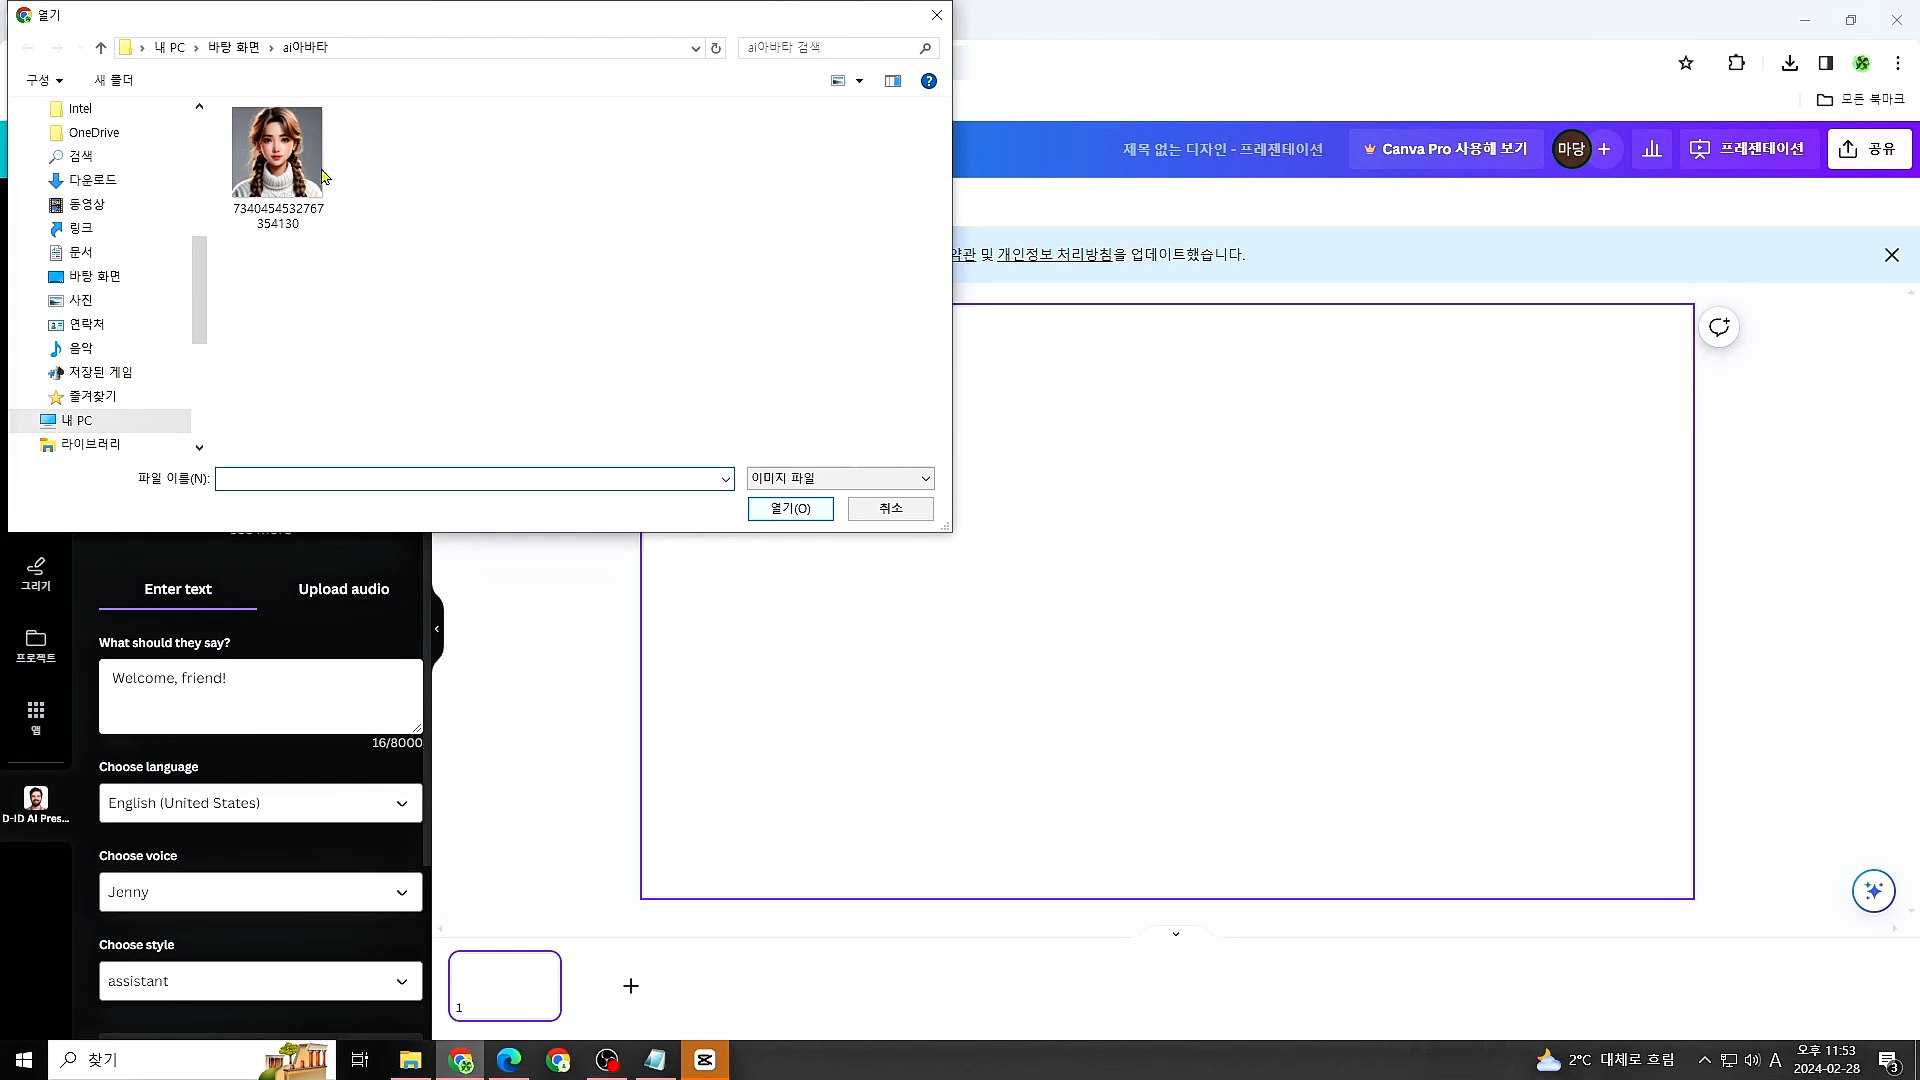 열기
내 PC
바탕 화면
ai아바타
ai아바타 검색
구성
새 폴더
Intel
OneDrive
검색
다운로드
동영상
링크
문서
바탕 화면
사진
연락처
음악
저장된 게임
즐겨찾기
내 PC
라이브러리
7340454532767
354130
파일 이름(N):
이미지 파일
열기(O)
취소
모든 북마크
제목 없는 디자인 - 프레젠테이션
Canva Pro 사용해 보기
마당
프레젠테이션
공유
약관 및 개인정보 처리방침을 업데이트했습니다.
그리기
프로젝트
앱
D-ID AI Pres...
Enter text
Upload audio
What should they say?
Welcome, friend!
16/8000
Choose language
English (United States)
Choose voice
Jenny
Choose style
assistant
1
찾기
2°C 대체로 흐림
A
오후 11:53
2024-02-28
3